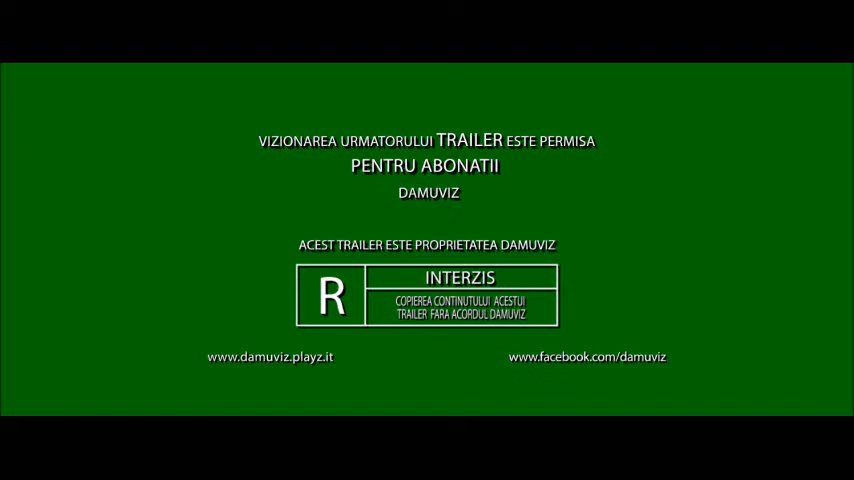 VIZIONAREA URMATORULUI TRAILER ESTE PERMISA
PENTRU ABONATII
DAMUVIZ
ACEST TRAILER ESTE PROPRIETATEA DAMUVIZ
R
INTERZIS
COPIEREA CONTINUTULUI ACESTUI
TRAILER FARA ACORDUL DAMUVIZ
www.damuviz.playz.it
www.facebook.com/damuviz